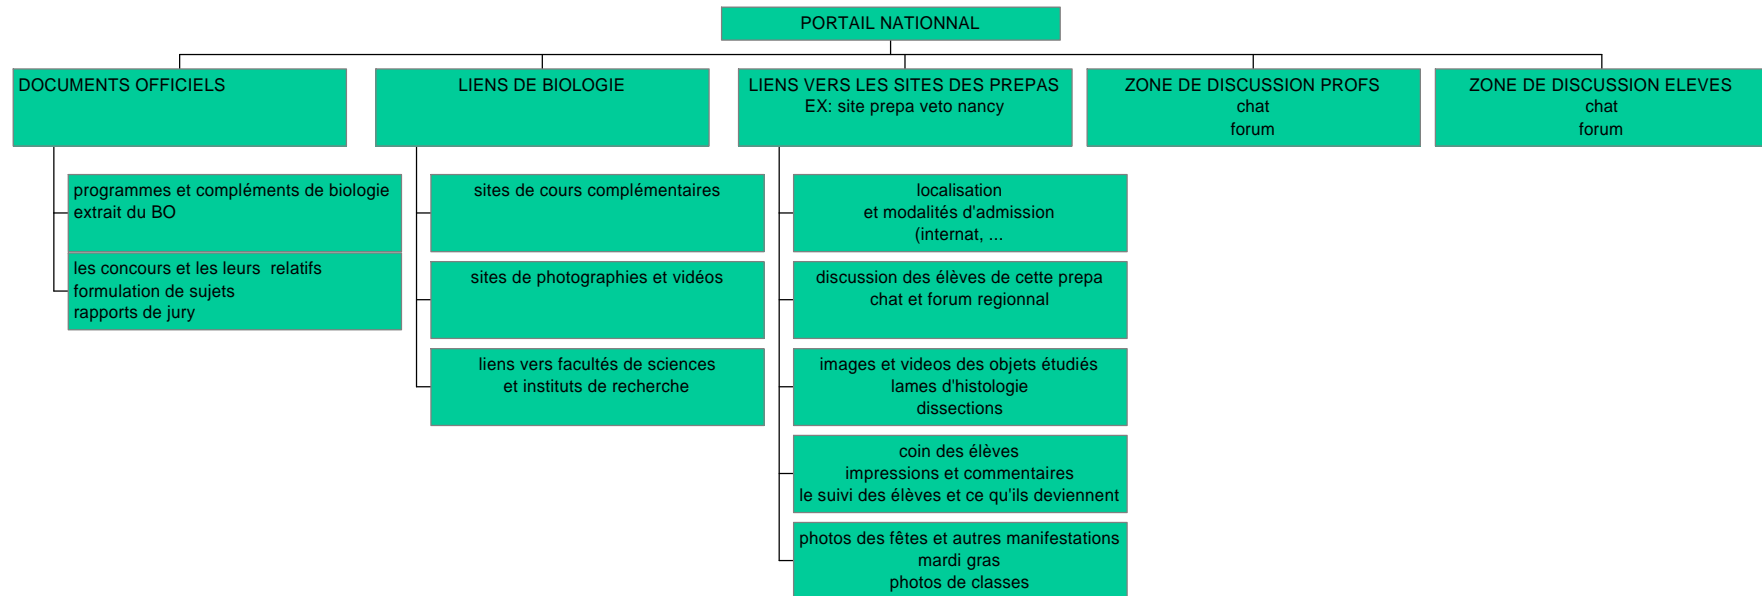 PORTAIL NATIONNAL
DOCUMENTS OFFICIELS
LIENS DE BIOLOGIE
LIENS VERS LES SITES DES PREPAS
EX: site prepa veto nancy
ZONE DE DISCUSSION PROFS
chat
forum
ZONE DE DISCUSSION ELEVES
chat
forum
programmes et compléments de biologie
extrait du BO
les concours et les leurs  relatifs
formulation de sujets
rapports de jury
sites de cours complémentaires
sites de photographies et vidéos
liens vers facultés de sciences
et instituts de recherche
localisation
et modalités d'admission
(internat, ...
discussion des élèves de cette prepa
chat et forum regionnal
images et videos des objets étudiés
lames d'histologie
dissections
coin des élèves
impressions et commentaires
le suivi des élèves et ce qu'ils deviennent
photos des fêtes et autres manifestations
mardi gras
photos de classes